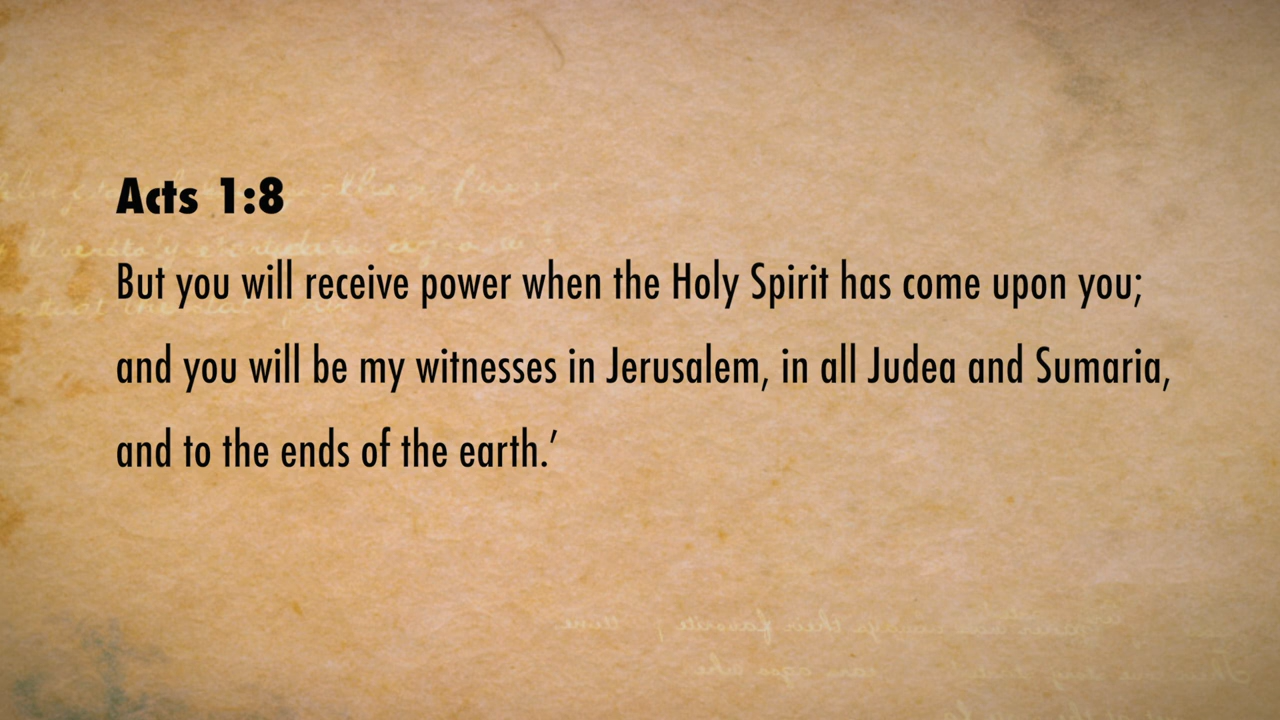 Acts 1:8
But you will receive power when the Holy Spirit has come upon you;
and you will be my witnesses in Jerusalem, in all Judea and Sumaria,
and to the ends of the earth.’